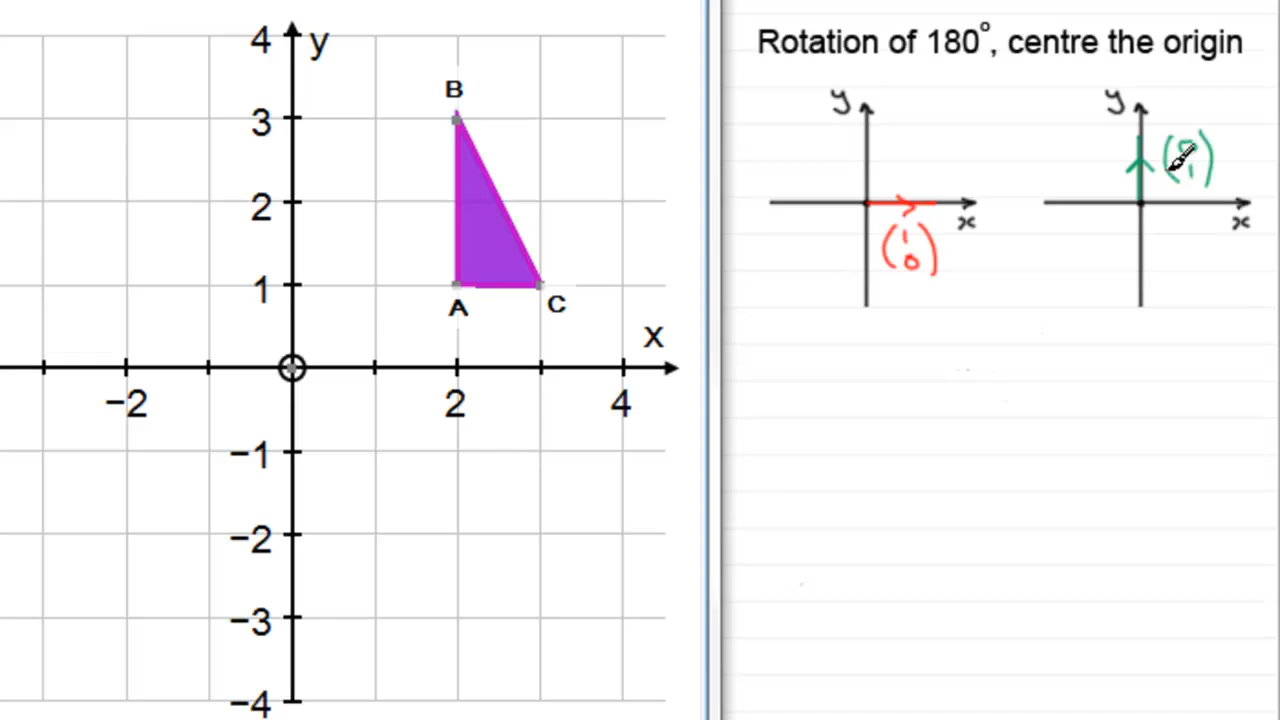 4 y
B
3
2
1
A
C
x
−2
2
4
−1
−2
−3
−4
Rotation of 180°, centre the origin
y
x
(1
0)
y
(0
1)
x